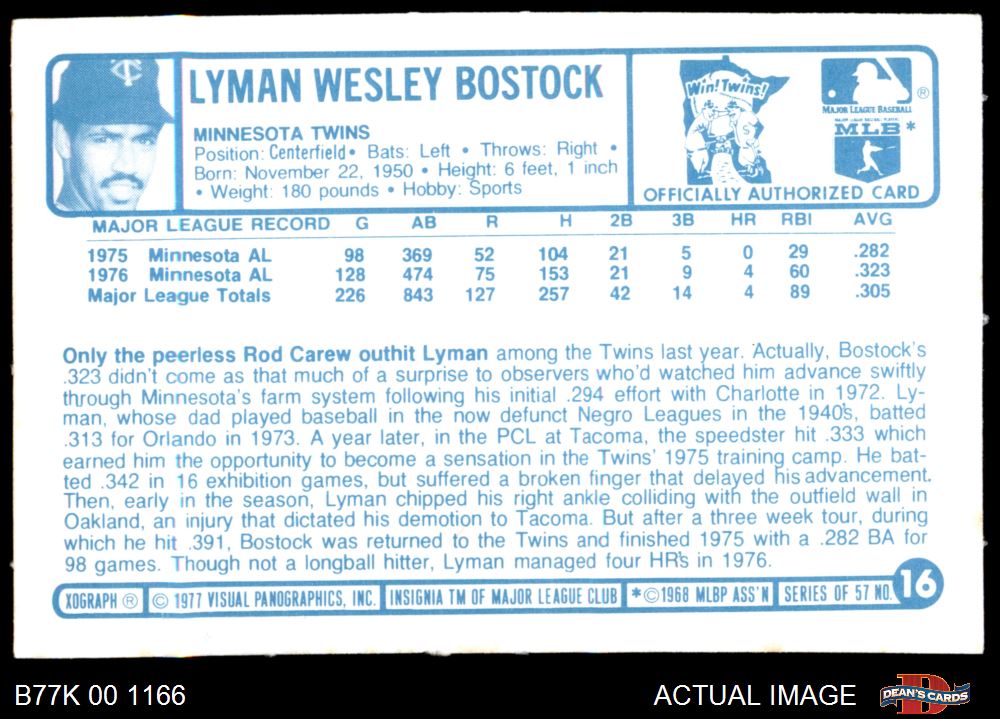 LYMAN WESLEY BOSTOCK
MINNESOTA TWINS
Position: Centerfield • Bats: Left • Throws: Right •
Born: November 22, 1950 • Height: 6 feet, 1 inch
• Weight: 180 pounds • Hobby: Sports
TC
Win! Twins!
®
MAJOR LEAGUE BASEBALL
MLB *
OFFICIALLY AUTHORIZED CARD
MAJOR LEAGUE RECORD G AB R H 2B 3B HR RBI AVG
1975 Minnesota AL 98 369 52 104 21 5 0 29 .282
1976 Minnesota AL 128 474 75 153 21 9 4 60 .323
Major League Totals 226 843 127 257 42 14 4 89 .305
Only the peerless Rod Carew outhit Lyman among the Twins last year. Actually, Bostock's
.323 didn't come as that much of a surprise to observers who'd watched him advance swiftly
through Minnesota's farm system following his initial .294 effort with Charlotte in 1972. Ly-
man, whose dad played baseball in the now defunct Negro Leagues in the 1940's, batted
.313 for Orlando in 1973. A year later, in the PCL at Tacoma, the speedster hit .333 which
earned him the opportunity to become a sensation in the Twins' 1975 training camp. He bat-
ted .342 in 16 exhibition games, but suffered a broken finger that delayed his advancement.
Then, early in the season, Lyman chipped his right ankle colliding with the outfield wall in
Oakland, an injury that dictated his demotion to Tacoma. But after a three week tour, during
which he hit .391, Bostock was returned to the Twins and finished 1975 with a .282 BA for
98 games. Though not a longball hitter, Lyman managed four HR's in 1976.
XOGRAPH ® © 1977 VISUAL PANOGRAPHICS, INC. INSIGNIA TM OF MAJOR LEAGUE CLUB *©1968 MLBP ASS'N SERIES OF 57 NO. 16
B77K 00 1166
ACTUAL IMAGE
DEAN'S CARDS